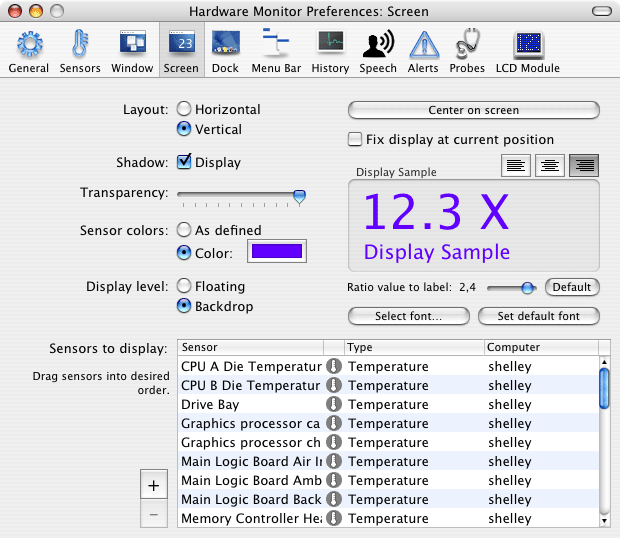 Hardware Monitor Preferences: Screen
23
General Sensors Window Screen Dock Menu Bar History Speech Alerts Probes LCD Module
Layout: Horizontal
Vertical
Shadow: Display
Transparency:
Sensor colors: As defined
Color:
Display level: Floating
Backdrop
Center on screen
Fix display at current position
Display Sample
12.3 X
Display Sample
Ratio value to label: 2,4 Default
Select font... Set default font
Sensors to display:
Drag sensors into desired
order.
Sensor Type Computer
CPU A Die Temperatur Temperature shelley
CPU B Die Temperatur Temperature shelley
Drive Bay Temperature shelley
Graphics processor ca Temperature shelley
Graphics processor ch Temperature shelley
Main Logic Board Air In Temperature shelley
Main Logic Board Amb Temperature shelley
Main Logic Board Back Temperature shelley
Memory Controller Hea Temperature shelley
+
−